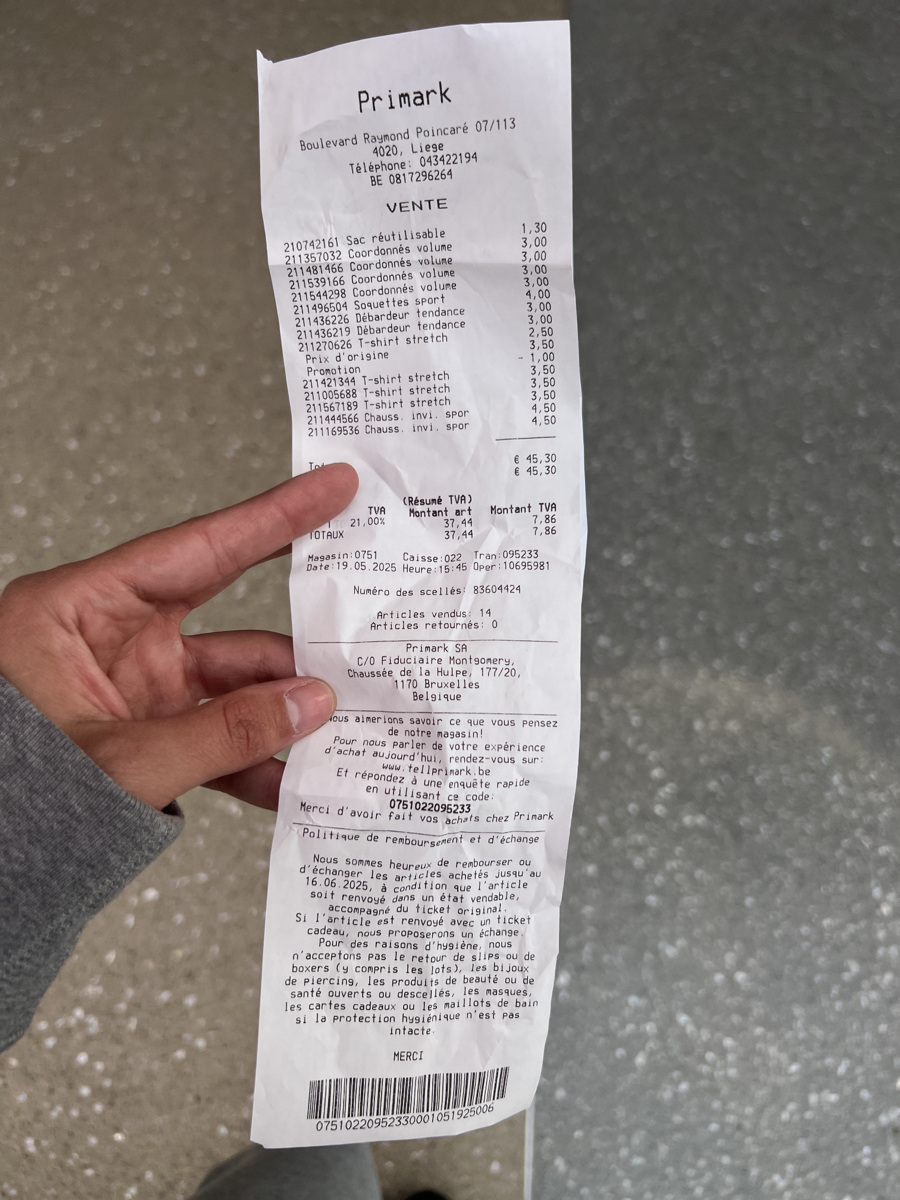 Primark
Boulevard Raymond Poincaré 07/113
4020, Liege
Téléphone: 043422194
BE 0817296264
VENTE
210742161 Sac réutilisable 1,30
211357032 Coordonnés volume 3,00
211481466 Coordonnés volume 3,00
211539166 Coordonnés volume 3,00
211544298 Coordonnés volume 3,00
211496504 Soquettes sport 4,00
211436226 Débardeur tendance 3,00
211436219 Débardeur tendance 3,00
211270626 T-shirt stretch 2,50
Prix d'origine 3,50
Promotion - 1,00
211421344 T-shirt stretch 3,50
211005688 T-shirt stretch 3,50
211567189 T-shirt stretch 3,50
211444566 Chauss. invi. spor 4,50
211169536 Chauss. invi. spor 4,50
€ 45,30
€ 45,30
(Résumé TVA)
TVA Montant art Montant TVA
21,00% 37,44 7,86
TOTAUX 37,44 7,86
Magasin:0751 Caisse:022 Tran:095233
Date:19.05.2025 Heure:15:45 Oper:10695981
Numéro des scellés: 83604424
Articles vendus: 14
Articles retournés: 0
Primark SA
C/O Fiduciaire Montgomery,
Chaussée de la Hulpe, 177/20,
1170 Bruxelles
Belgique
Nous aimerions savoir ce que vous pensez
de notre magasin!
Pour nous parler de votre expérience
d'achat aujourd'hui, rendez-vous sur:
www.tellprimark.be
Et répondez à une enquête rapide
en utilisant ce code:
0751022095233
Merci d'avoir fait vos achats chez Primark
Politique de remboursement et d'échange
Nous sommes heureux de rembourser ou
d'échanger les articles achetés jusqu'au
16.06.2025, à condition que l'article
soit renvoyé dans un état vendable,
accompagné du ticket original.
Si l'article est renvoyé avec un ticket
cadeau, nous proposerons un échange.
Pour des raisons d'hygiène, nous
n'acceptons pas le retour de slips ou de
boxers (y compris les lots), les bijoux
de piercing, les produits de beauté ou de
santé ouverts ou descellés, les masques,
les cartes cadeaux ou les maillots de bain
si la protection hygiénique n'est pas
intacte.
MERCI
07510220952330001051925006